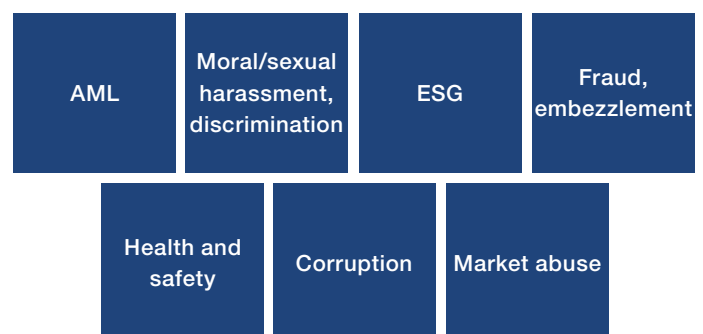 AML
Moral/sexual
harassment,
discrimination
ESG
Fraud,
embezzlement
Health and
safety
Corruption
Market abuse